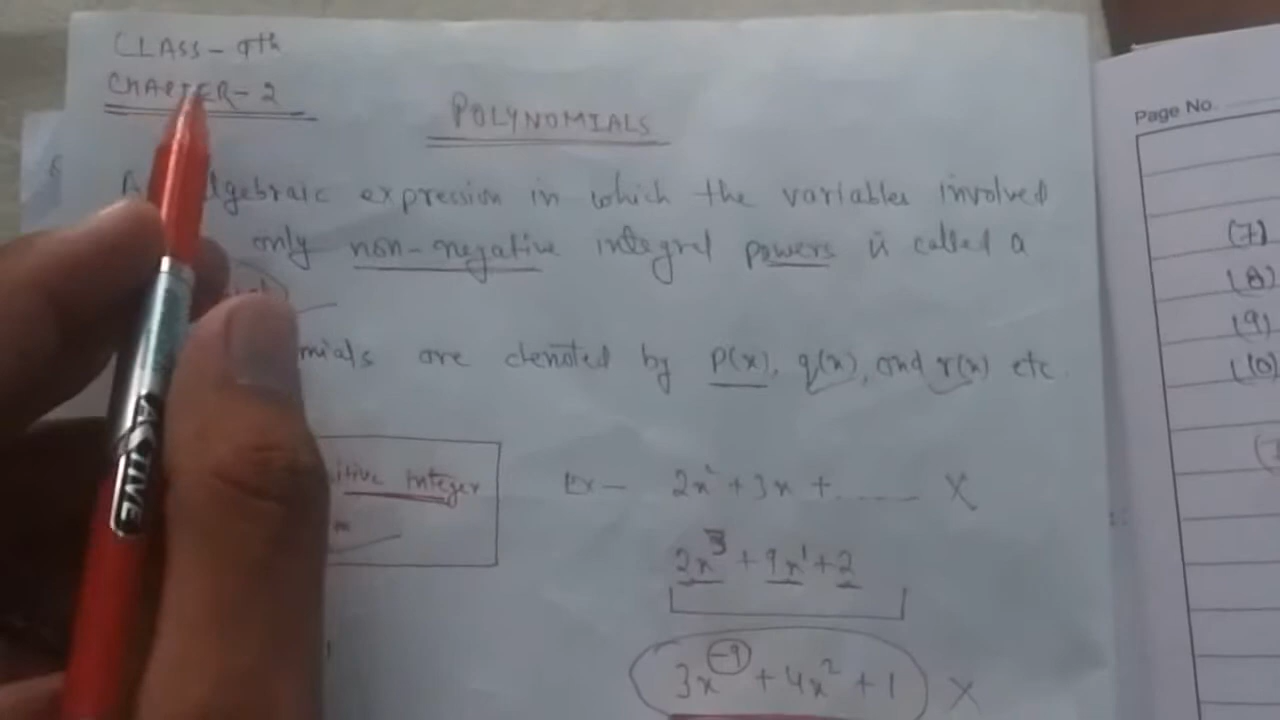 CLASS - 9th
CHAPTER - 2
POLYNOMIALS
algebraic expression in which the variables involved
only non-negative integral powers is called a
mials are denoted by p(x), q(x), and r(x) etc.
itive integer
Ex - 2x² + 3x + ...... X
2x³ + 9x¹ + 2
3x⁻⁹ + 4x² + 1 X
ACTIVE
Page No.
(7)
(8)
(9)
(10)